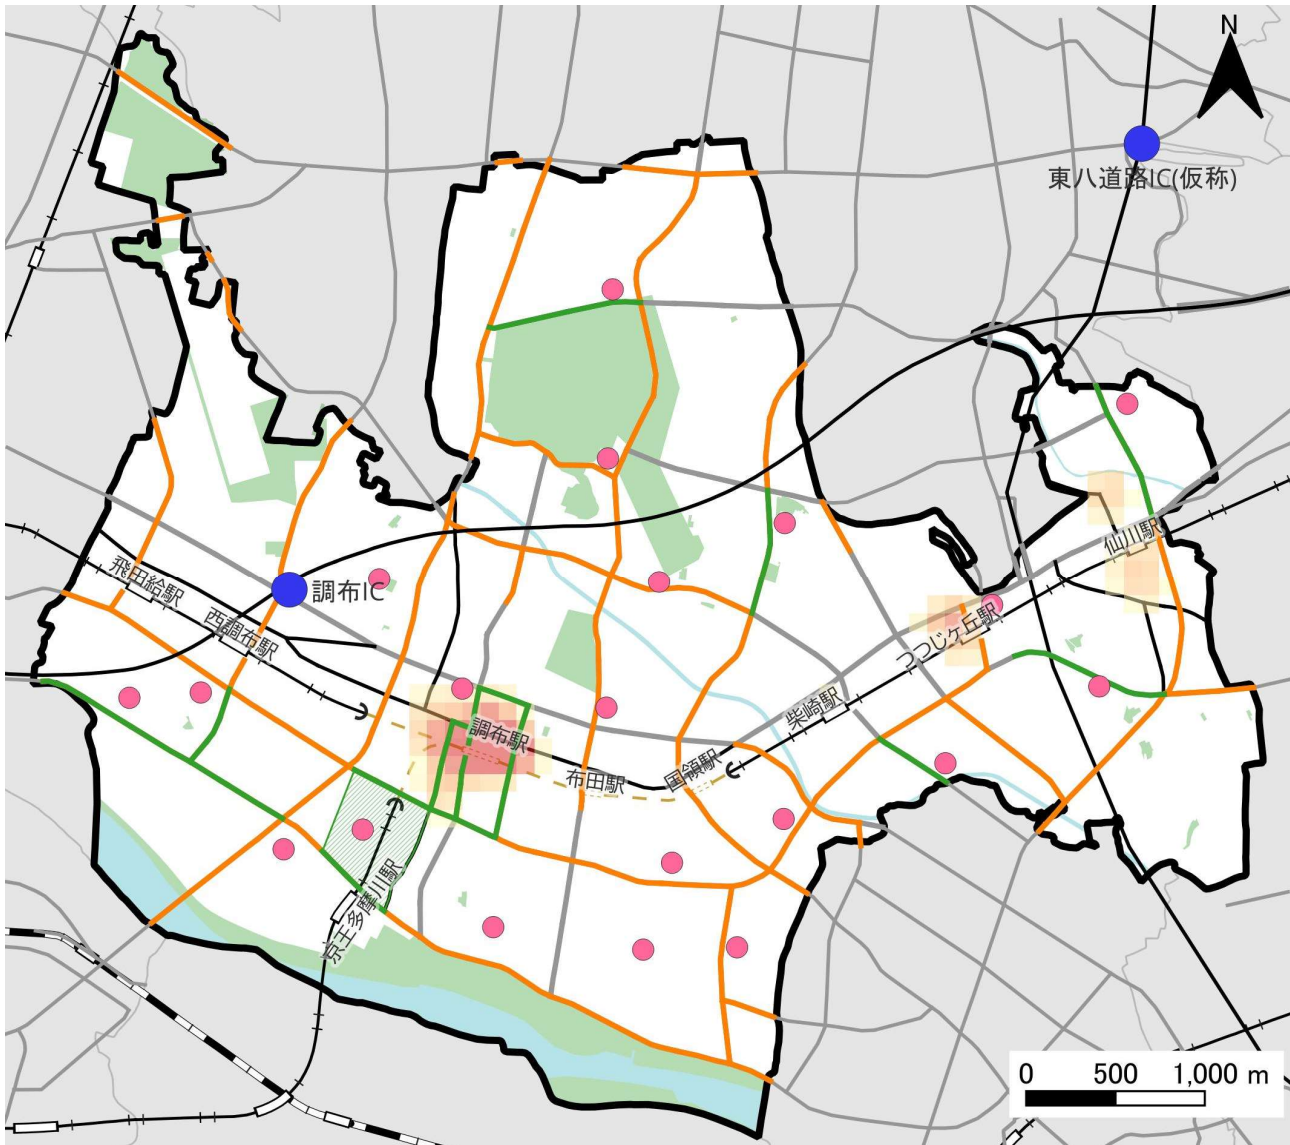 N
東八道路IC(仮称)
仙川駅
飛田給駅
調布IC
西調布駅
つつじヶ丘駅
柴崎駅
調布駅
国領駅
布田駅
京王多摩川駅
0 500 1,000 m